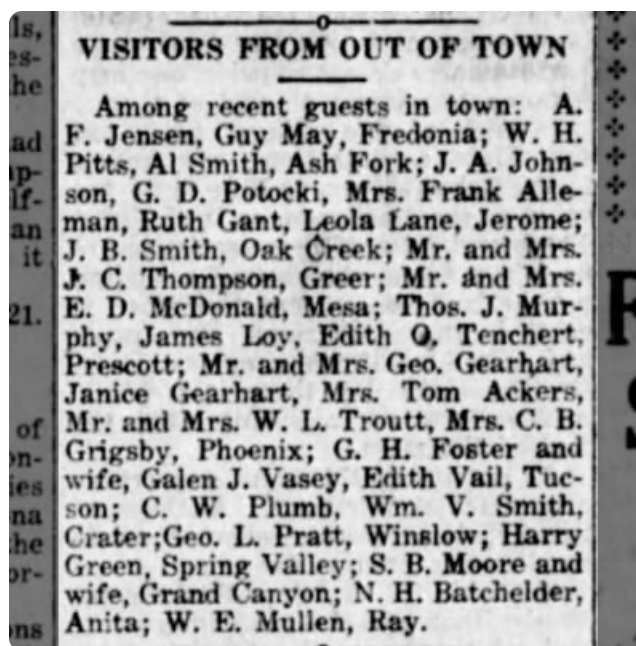 VISITORS FROM OUT OF TOWN
Among recent guests in town: A.
F. Jensen, Guy May, Fredonia; W. H.
Pitts, Al Smith, Ash Fork; J. A. John-
son, G. D. Potocki, Mrs. Frank Alle-
man, Ruth Gant, Leola Lane, Jerome;
J. B. Smith, Oak Creek; Mr. and Mrs.
J. C. Thompson, Greer; Mr. and Mrs.
E. D. McDonald, Mesa; Thos. J. Mur-
phy, James Loy, Edith O. Tenchert,
Prescott; Mr. and Mrs. Geo. Gearhart,
Janice Gearhart, Mrs. Tom Ackers,
Mr. and Mrs. W. L. Troutt, Mrs. C. B.
Grigsby, Phoenix; G. H. Foster and
wife, Galen J. Vasey, Edith Vail, Tuc-
son; C. W. Plumb, Wm. V. Smith,
Crater;Geo. L. Pratt, Winslow; Harry
Green, Spring Valley; S. B. Moore and
wife, Grand Canyon; N. H. Batchelder,
Anita; W. E. Mullen, Ray.